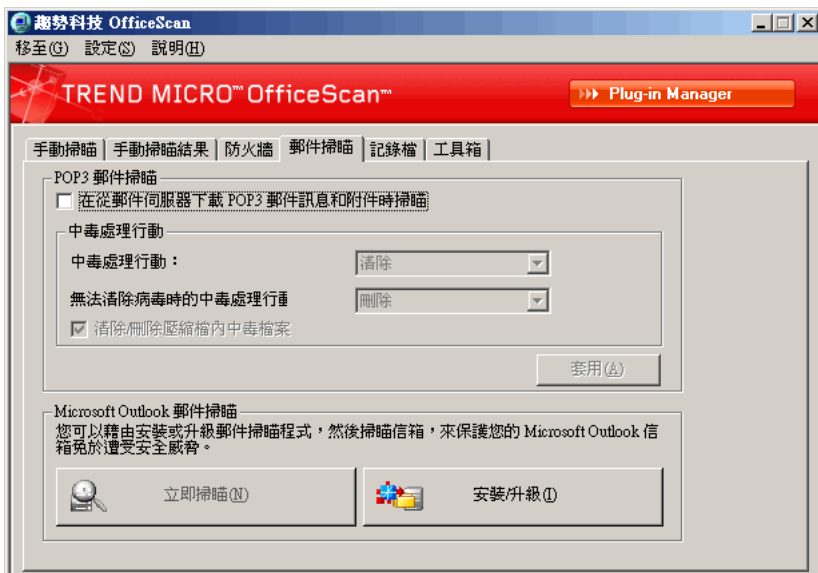 趨勢科技 OfficeScan
移至(G) 設定(S) 說明(H)
TREND MICRO™ OfficeScan™
Plug-in Manager
手動掃瞄 手動掃瞄結果 防火牆 郵件掃瞄 記錄檔 工具箱
POP3 郵件掃瞄
在從郵件伺服器下載 POP3 郵件訊息和附件時掃瞄
中毒處理行動
中毒處理行動： 清除
無法清除病毒時的中毒處理行動 刪除
清除/刪除壓縮檔內中毒檔案
套用(A)
Microsoft Outlook 郵件掃瞄
您可以藉由安裝或升級郵件掃瞄程式，然後掃瞄信箱，來保護您的 Microsoft Outlook 信
箱免於遭受安全威脅。
立即掃瞄(N) 安裝/升級(I)